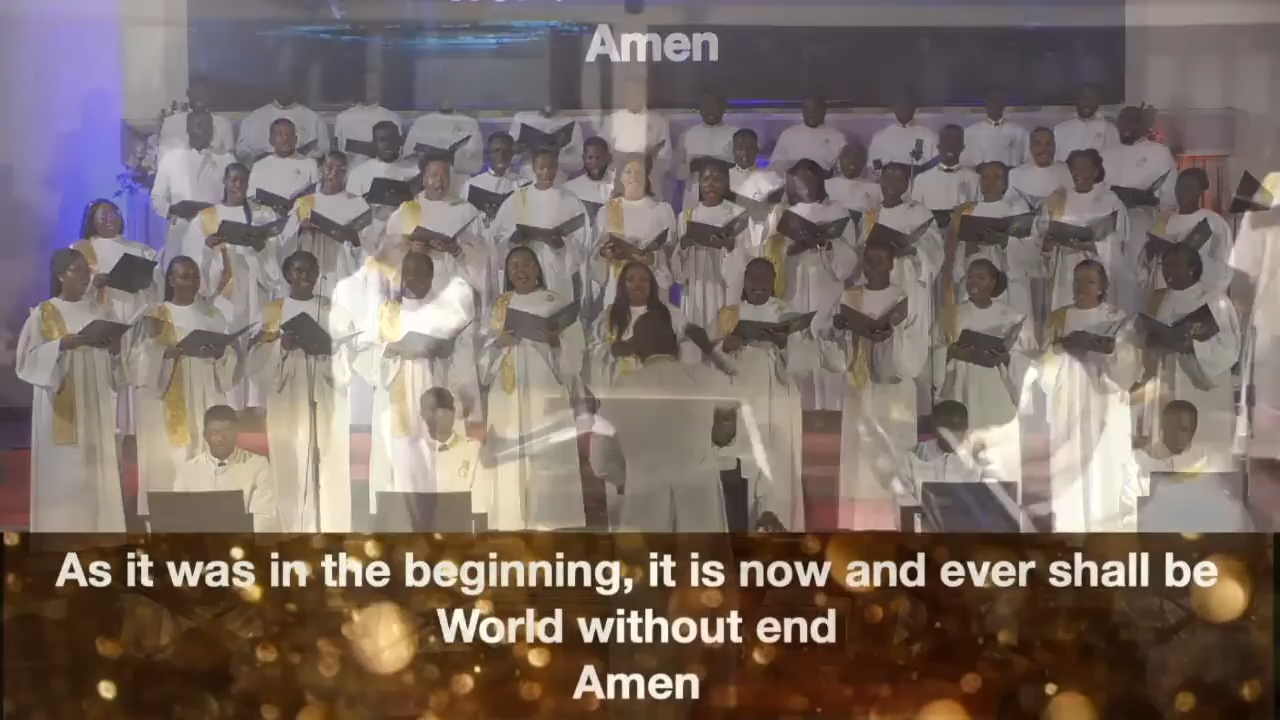 Amen
As it was in the beginning, it is now and ever shall be
World without end
Amen